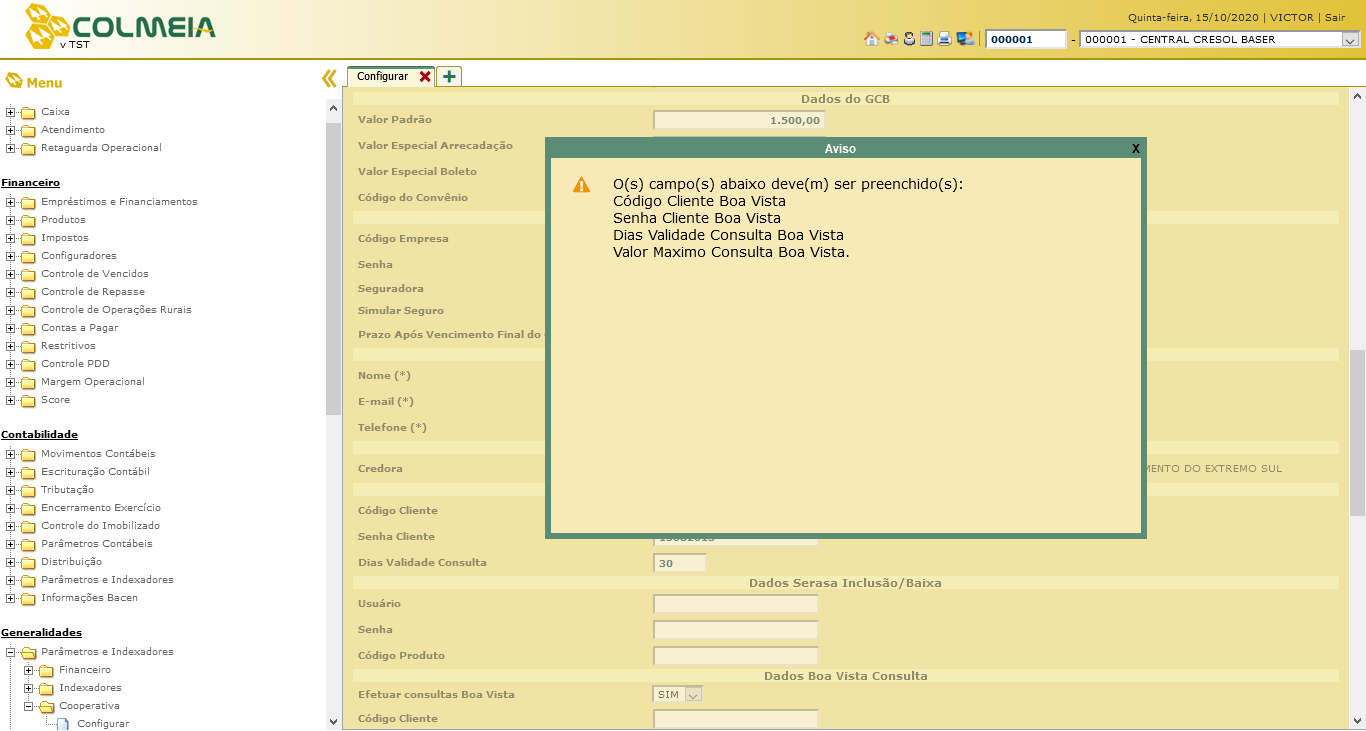 COLMEIA
v TST
Quinta-feira, 15/10/2020 | VICTOR | Sair
000001 - 000001 - CENTRAL CRESOL BASER
Menu
Caixa
Atendimento
Retaguarda Operacional
Financeiro
Empréstimos e Financiamentos
Produtos
Impostos
Configuradores
Controle de Vencidos
Controle de Repasse
Controle de Operações Rurais
Contas a Pagar
Restritivos
Controle PDD
Margem Operacional
Score
Contabilidade
Movimentos Contábeis
Escrituração Contábil
Tributação
Encerramento Exercício
Controle do Imobilizado
Parâmetros Contábeis
Distribuição
Parâmetros e Indexadores
Informações Bacen
Generalidades
Parâmetros e Indexadores
Financeiro
Indexadores
Cooperativa
Configurar
Configurar
Dados do GCB
Valor Padrão 1.500,00
Valor Especial Arrecadação
Valor Especial Boleto
Código do Convênio
Código Empresa
Senha
Seguradora
Simular Seguro
Prazo Após Vencimento Final do
Nome (*)
E-mail (*)
Telefone (*)
Credora MENTO DO EXTREMO SUL
Código Cliente
Senha Cliente
Dias Validade Consulta 30
Dados Serasa Inclusão/Baixa
Usuário
Senha
Código Produto
Dados Boa Vista Consulta
Efetuar consultas Boa Vista SIM
Código Cliente
Aviso X
O(s) campo(s) abaixo deve(m) ser preenchido(s):
Código Cliente Boa Vista
Senha Cliente Boa Vista
Dias Validade Consulta Boa Vista
Valor Maximo Consulta Boa Vista.